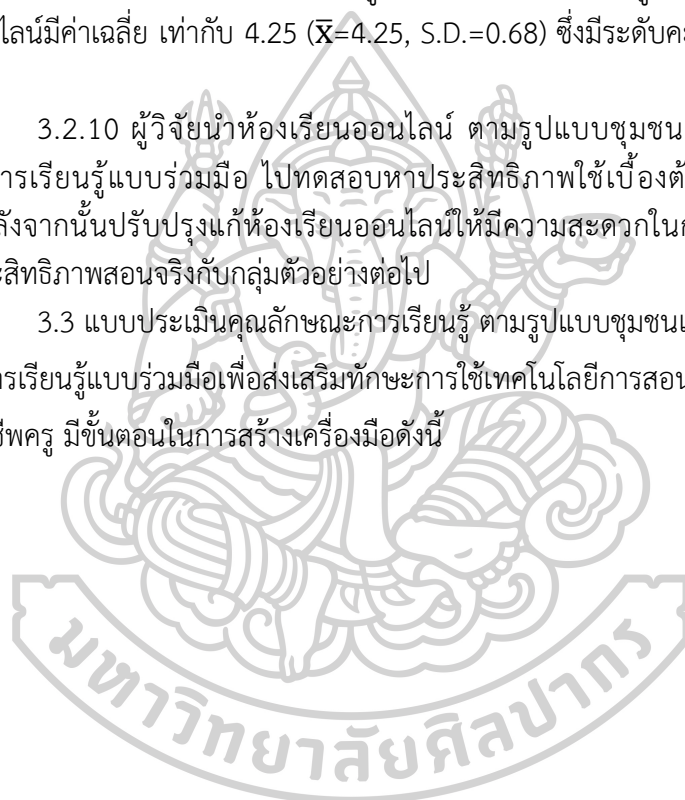 ไลน์มีค่าเฉลี่ย เท่ากับ 4.25 (x̅=4.25, S.D.=0.68) ซึ่งมีระดับคะ
3.2.10 ผู้วิจัยนำห้องเรียนออนไลน์ ตามรูปแบบชุมชน
ารเรียนรู้แบบร่วมมือ ไปทดสอบหาประสิทธิภาพใช้เบื้องต้
ลังจากนั้นปรับปรุงแก้ห้องเรียนออนไลน์ให้มีความสะดวกในก
ะสิทธิภาพสอนจริงกับกลุ่มตัวอย่างต่อไป
3.3 แบบประเมินคุณลักษณะการเรียนรู้ ตามรูปแบบชุมชนเ
ารเรียนรู้แบบร่วมมือเพื่อส่งเสริมทักษะการใช้เทคโนโลยีการสอน
ชีพครู มีขั้นตอนในการสร้างเครื่องมือดังนี้
มหาวิทยาลัยศิลปากร